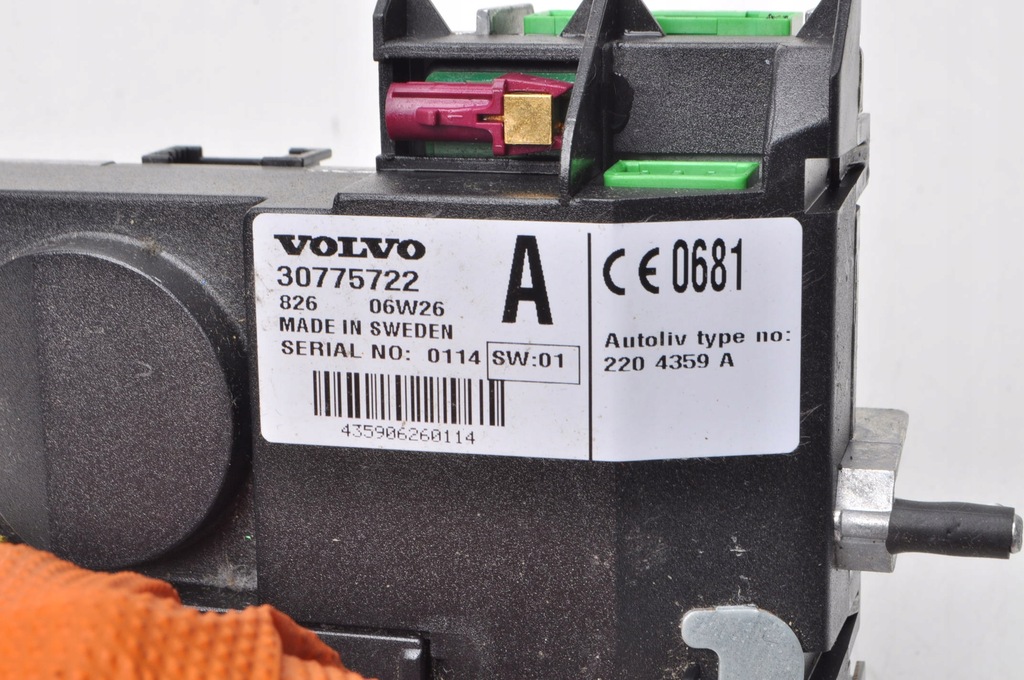 VOLVO
30775722
826 06W26
MADE IN SWEDEN
SERIAL NO: 0114 SW:01
435906260114
A
CE 0681
Autoliv type no:
220 4359 A